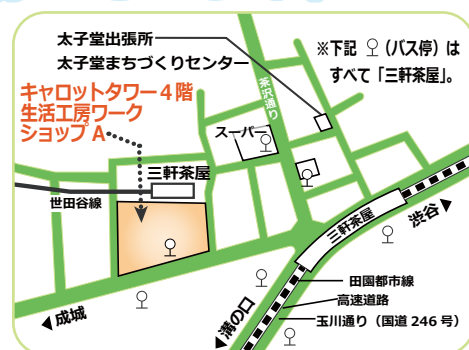 太子堂出張所
太子堂まちづくりセンター
※下記 (バス停) は
すべて「三軒茶屋」。
キャロットタワー4階
生活工房ワーク
ショップA
茶沢通り
スーパー
三軒茶屋
世田谷線
三軒茶屋
渋谷▶
◀成城
◀溝の口
田園都市線
高速道路
玉川通り(国道246号)